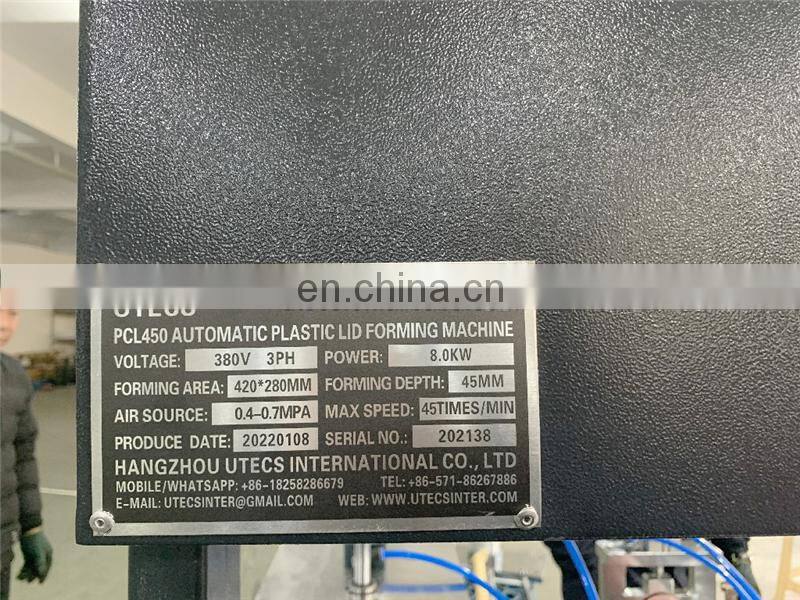 en.china.cn
UTECS
PCL450 AUTOMATIC PLASTIC LID FORMING MACHINE
VOLTAGE: 380V 3PH POWER: 8.0KW
FORMING AREA: 420*280MM FORMING DEPTH: 45MM
AIR SOURCE: 0.4-0.7MPA MAX SPEED: 45TIMES/MIN
PRODUCE DATE: 20220108 SERIAL NO.: 202138
HANGZHOU UTECS INTERNATIONAL CO., LTD
MOBILE/WHATSAPP: +86-18258286679 TEL: +86-571-86267886
E-MAIL: UTECSINTER@GMAIL.COM WEB: WWW.UTECSINTER.COM